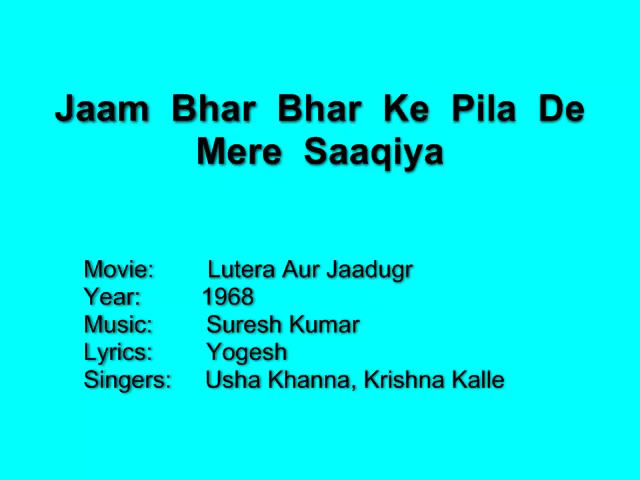 Jaam Bhar Bhar Ke Pila De
Mere Saaqiya
Movie: Lutera Aur Jaadugr
Year: 1968
Music: Suresh Kumar
Lyrics: Yogesh
Singers: Usha Khanna, Krishna Kalle